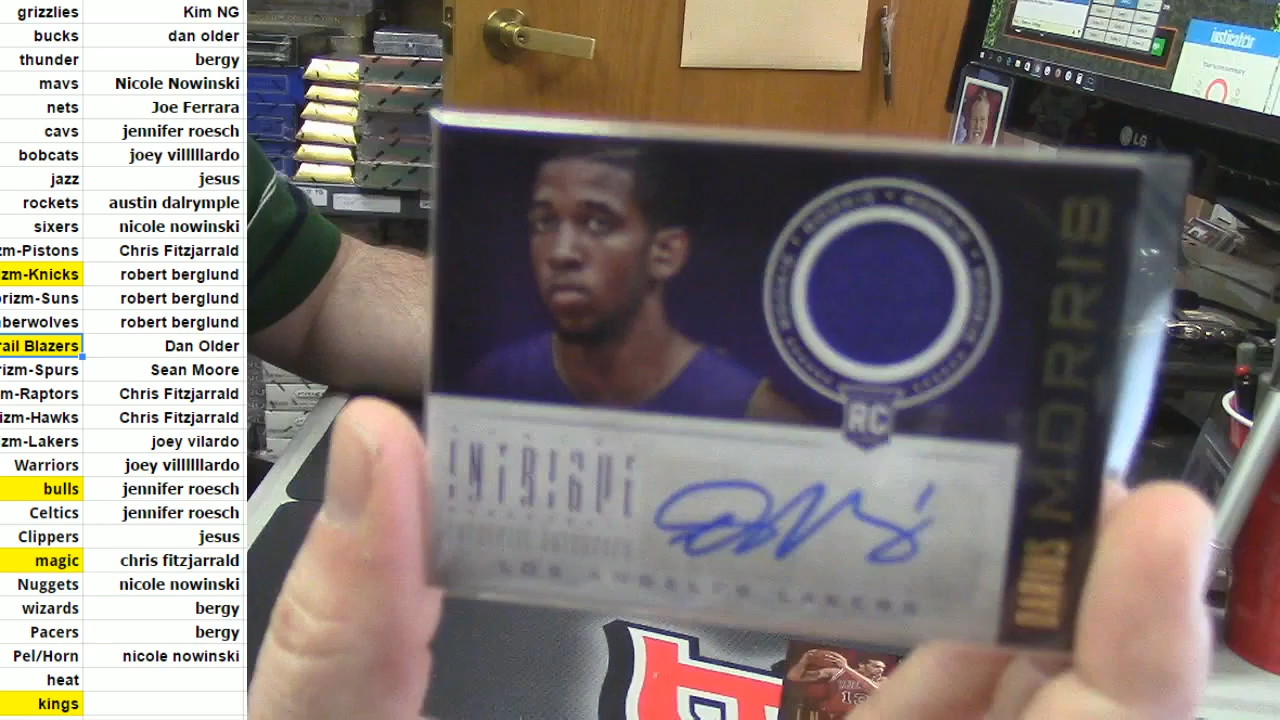 grizzlies Kim NG
bucks dan older
thunder bergy
mavs Nicole Nowinski
nets Joe Ferrara
cavs jennifer roesch
bobcats joey villlllardo
jazz jesus
rockets austin dalrymple
sixers nicole nowinski
zm-Pistons Chris Fitzjarrald
zm-Knicks robert berglund
orizm-Suns robert berglund
berwolves robert berglund
rail Blazers Dan Older
rizm-Spurs Sean Moore
m-Raptors Chris Fitzjarrald
izm-Hawks Chris Fitzjarrald
zm-Lakers joey vilardo
Warriors joey villlllardo
bulls jennifer roesch
Celtics jennifer roesch
Clippers jesus
magic chris fitzjarrald
Nuggets nicole nowinski
wizards bergy
Pacers bergy
Pel/Horn nicole nowinski
heat
kings
LG
RC
INTRIGUE
LOS ANGELES LAKERS
DARIUS MORRIS